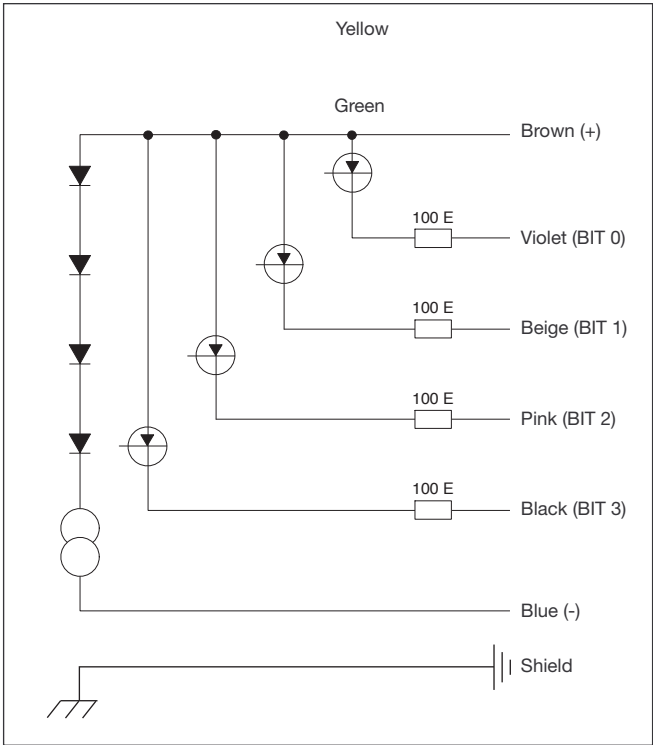 Yellow
Green
Brown (+)
100 E
Violet (BIT 0)
100 E
Beige (BIT 1)
100 E
Pink (BIT 2)
100 E
Black (BIT 3)
Blue (-)
Shield